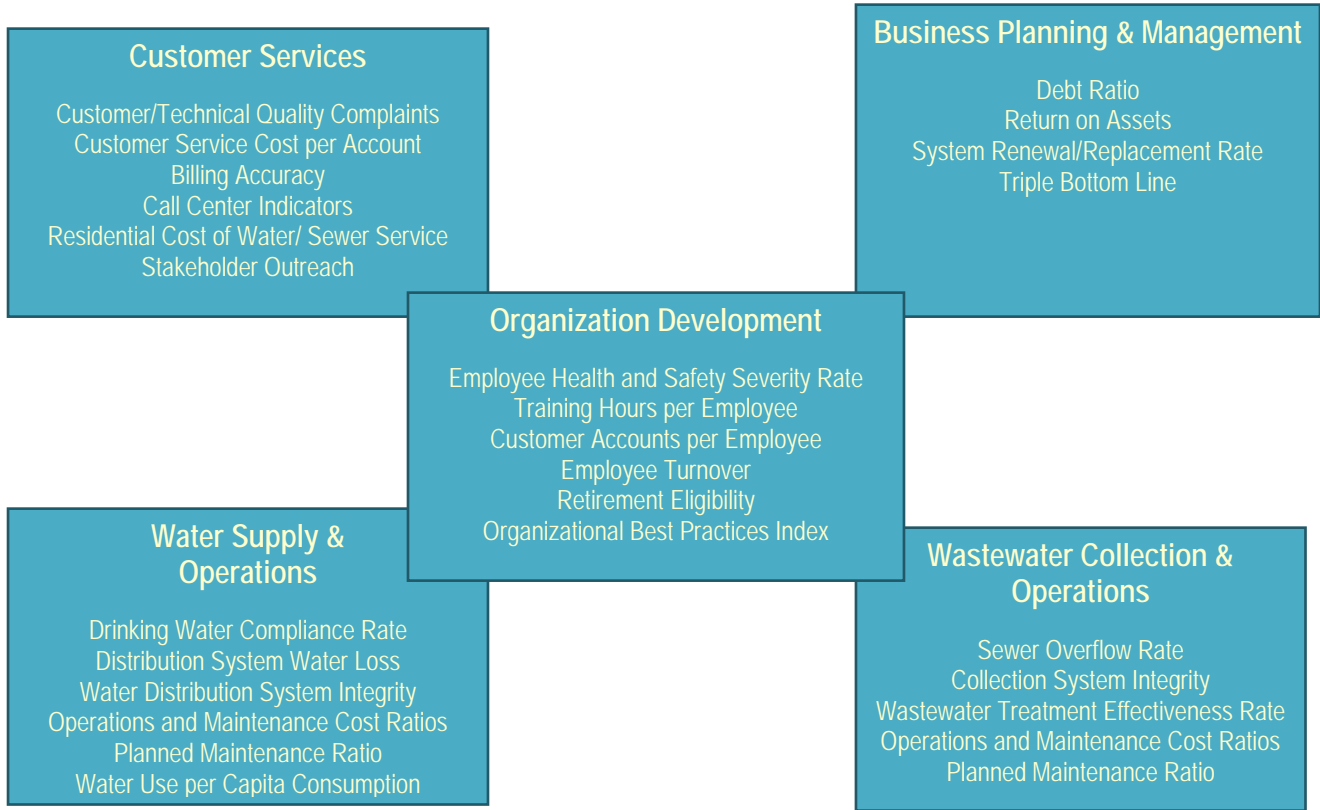 Customer Services
Customer/Technical Quality Complaints
Customer Service Cost per Account
Billing Accuracy
Call Center Indicators
Residential Cost of Water/ Sewer Service
Stakeholder Outreach
Business Planning & Management
Debt Ratio
Return on Assets
System Renewal/Replacement Rate
Triple Bottom Line
Organization Development
Employee Health and Safety Severity Rate
Training Hours per Employee
Customer Accounts per Employee
Employee Turnover
Retirement Eligibility
Organizational Best Practices Index
Water Supply &
Operations
Drinking Water Compliance Rate
Distribution System Water Loss
Water Distribution System Integrity
Operations and Maintenance Cost Ratios
Planned Maintenance Ratio
Water Use per Capita Consumption
Wastewater Collection &
Operations
Sewer Overflow Rate
Collection System Integrity
Wastewater Treatment Effectiveness Rate
Operations and Maintenance Cost Ratios
Planned Maintenance Ratio